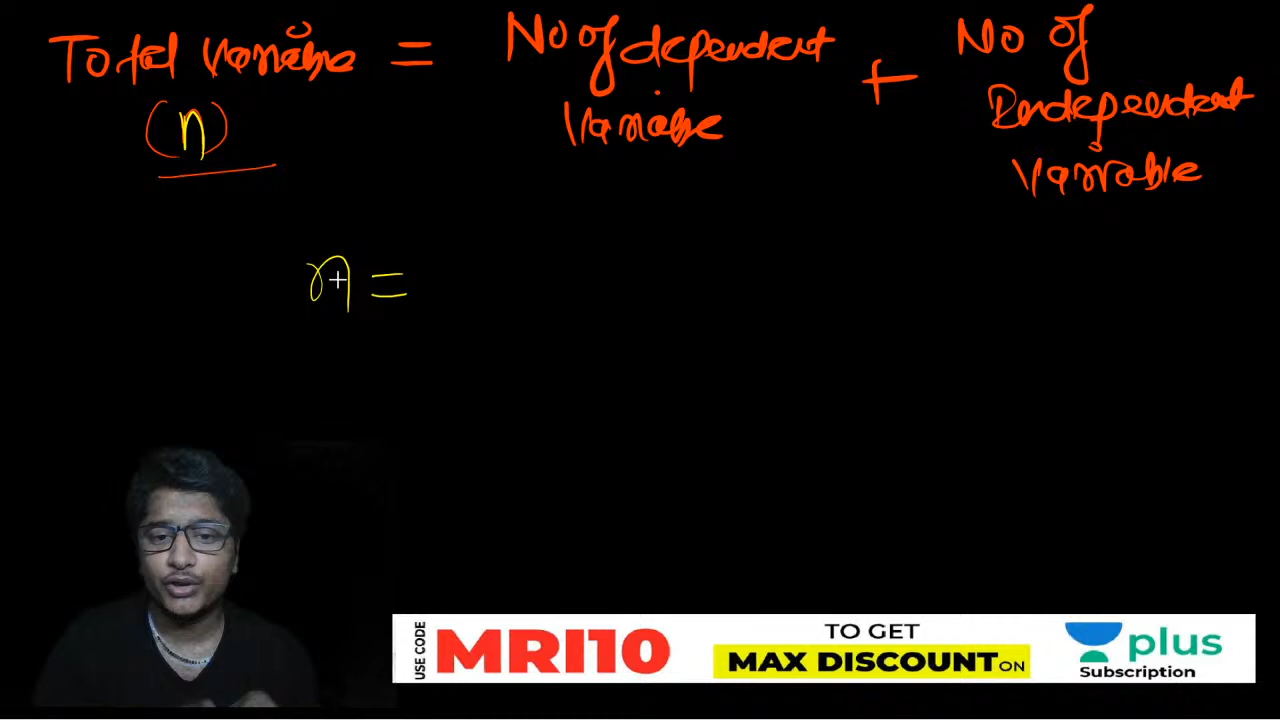 Total Variable = No of dependent Variable + No of Independent Variable
(n)
n =
USE CODE MRI10 TO GET MAX DISCOUNT ON plus Subscription